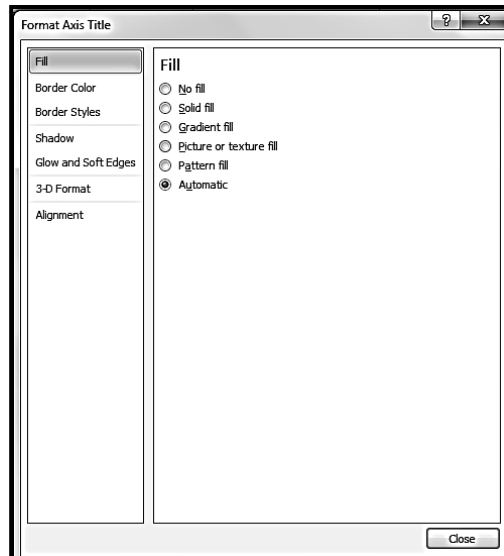 Format Axis Title
?
X
Fill
Border Color
Border Styles
Shadow
Glow and Soft Edges
3-D Format
Alignment
Fill
No fill
Solid fill
Gradient fill
Picture or texture fill
Pattern fill
Automatic
Close